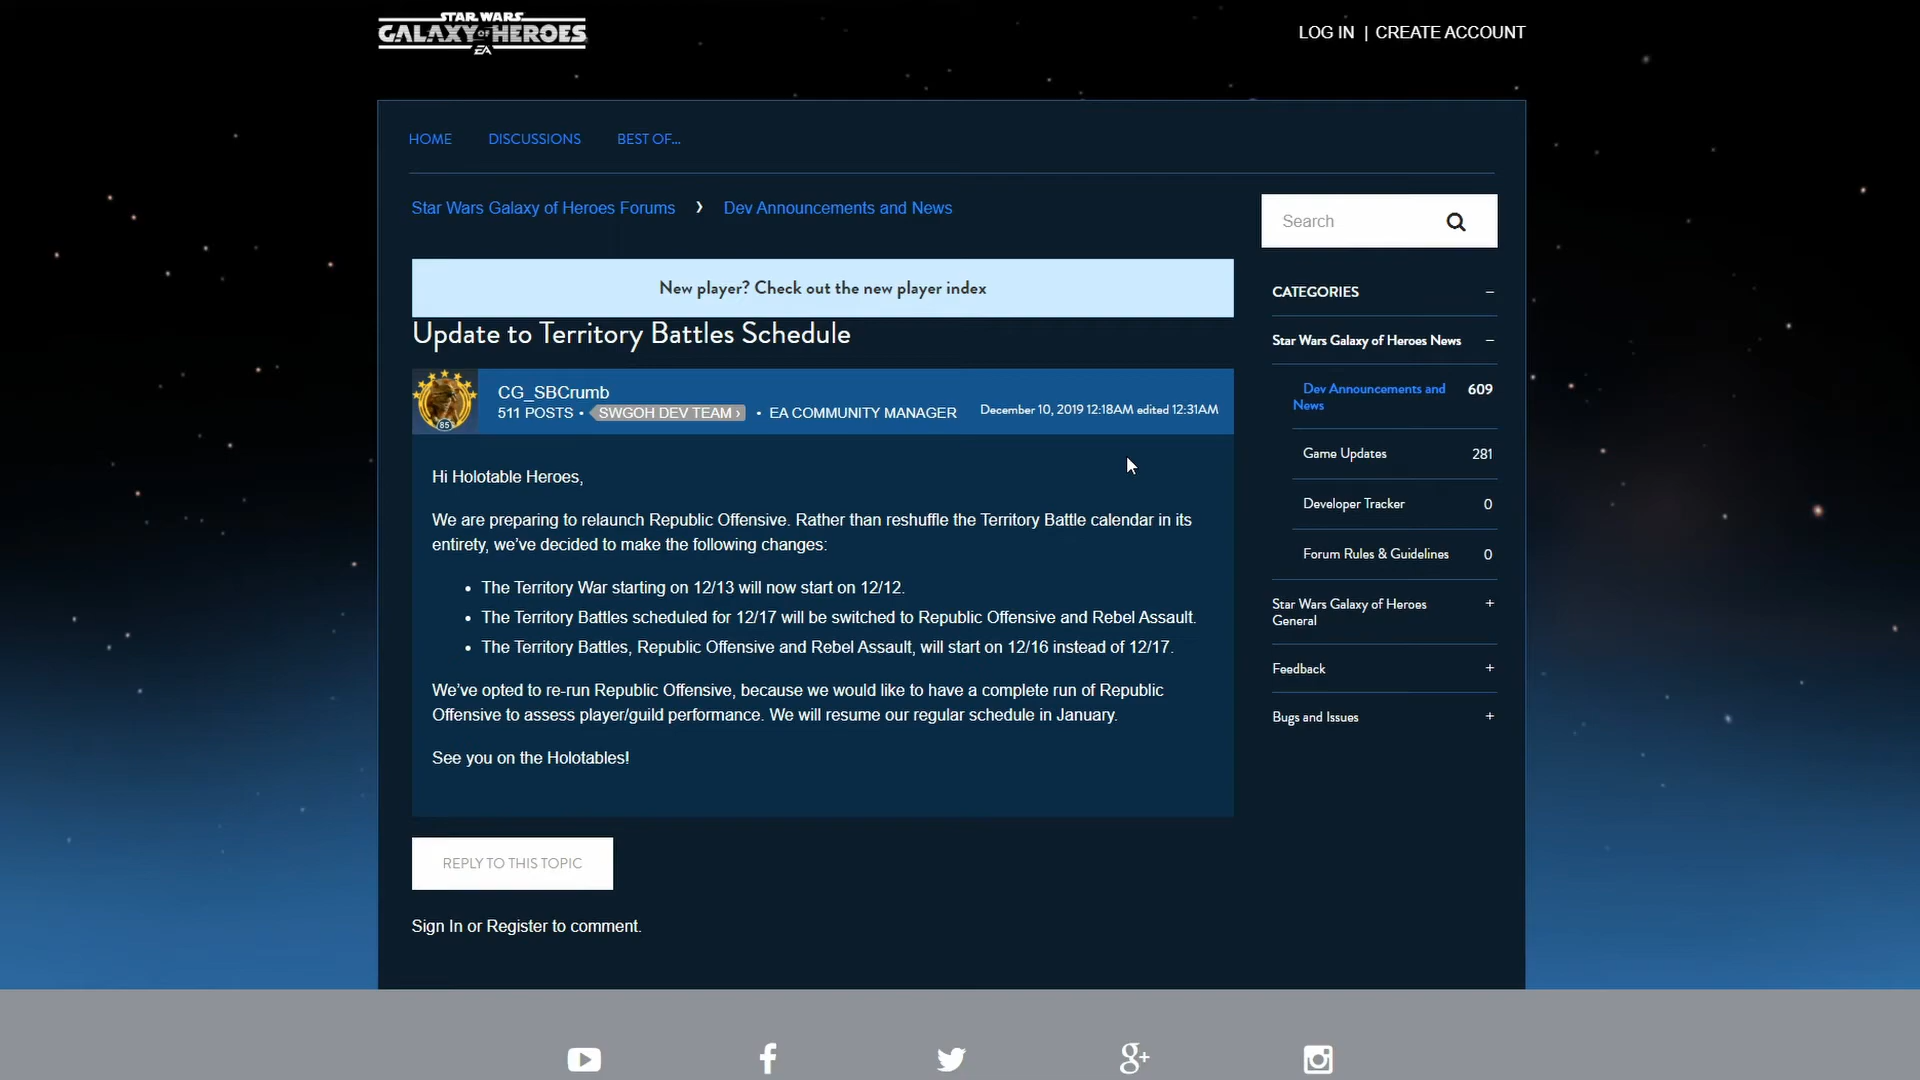 STAR WARS
GALAXY OF HEROES
EA
LOG IN | CREATE ACCOUNT
HOME DISCUSSIONS BEST OF...
Star Wars Galaxy of Heroes Forums › Dev Announcements and News
Search
New player? Check out the new player index
Update to Territory Battles Schedule
CG_SBCrumb
511 POSTS • SWGOH DEV TEAM › • EA COMMUNITY MANAGER
December 10, 2019 12:18AM edited 12:31AM
85
Hi Holotable Heroes,
We are preparing to relaunch Republic Offensive. Rather than reshuffle the Territory Battle calendar in its
entirety, we've decided to make the following changes:
• The Territory War starting on 12/13 will now start on 12/12.
• The Territory Battles scheduled for 12/17 will be switched to Republic Offensive and Rebel Assault.
• The Territory Battles, Republic Offensive and Rebel Assault, will start on 12/16 instead of 12/17.
We've opted to re-run Republic Offensive, because we would like to have a complete run of Republic
Offensive to assess player/guild performance. We will resume our regular schedule in January.
See you on the Holotables!
REPLY TO THIS TOPIC
Sign In or Register to comment.
CATEGORIES –
Star Wars Galaxy of Heroes News –
Dev Announcements and 609
News
Game Updates 281
Developer Tracker 0
Forum Rules & Guidelines 0
Star Wars Galaxy of Heroes +
General
Feedback +
Bugs and Issues +
g+